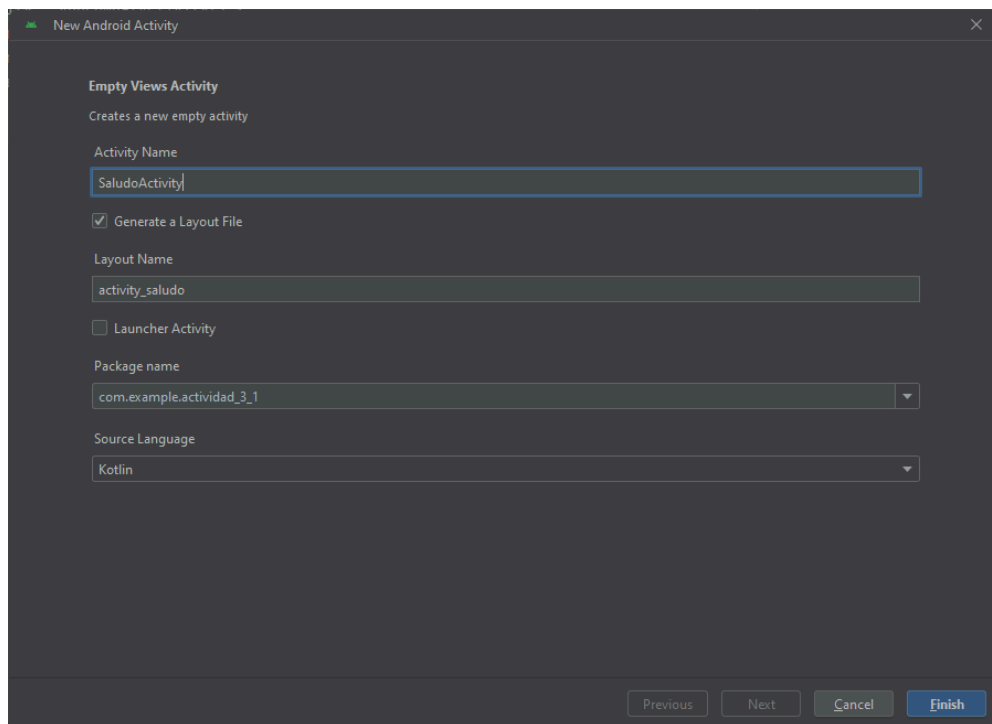 New Android Activity
Empty Views Activity
Creates a new empty activity
Activity Name
SaludoActivity
Generate a Layout File
Layout Name
activity_saludo
Launcher Activity
Package name
com.example.actividad_3_1
Source Language
Kotlin
Previous Next Cancel Finish